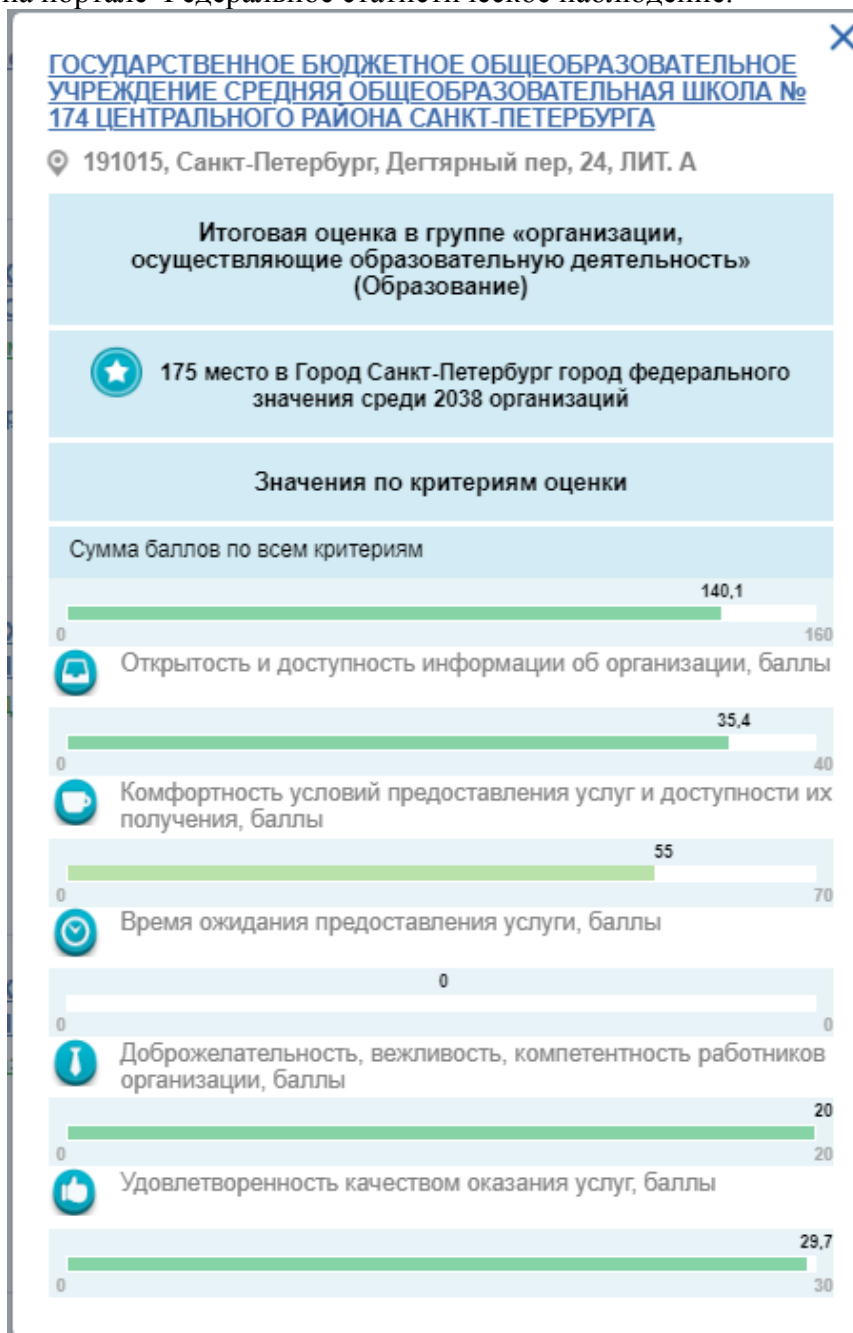 на портале Федеральное статистическое наблюдение.
ГОСУДАРСТВЕННОЕ БЮДЖЕТНОЕ ОБЩЕОБРАЗОВАТЕЛЬНОЕ
УЧРЕЖДЕНИЕ СРЕДНЯЯ ОБЩЕОБРАЗОВАТЕЛЬНАЯ ШКОЛА №
174 ЦЕНТРАЛЬНОГО РАЙОНА САНКТ-ПЕТЕРБУРГА
191015, Санкт-Петербург, Дегтярный пер, 24, ЛИТ. А
Итоговая оценка в группе «организации,
осуществляющие образовательную деятельность»
(Образование)
175 место в Город Санкт-Петербург город федерального
значения среди 2038 организаций
Значения по критериям оценки
Сумма баллов по всем критериям
140,1
0 160
Открытость и доступность информации об организации, баллы
35,4
0 40
Комфортность условий предоставления услуг и доступности их
получения, баллы
55
0 70
Время ожидания предоставления услуги, баллы
0
0 0
Доброжелательность, вежливость, компетентность работников
организации, баллы
20
0 20
Удовлетворенность качеством оказания услуг, баллы
29,7
0 30